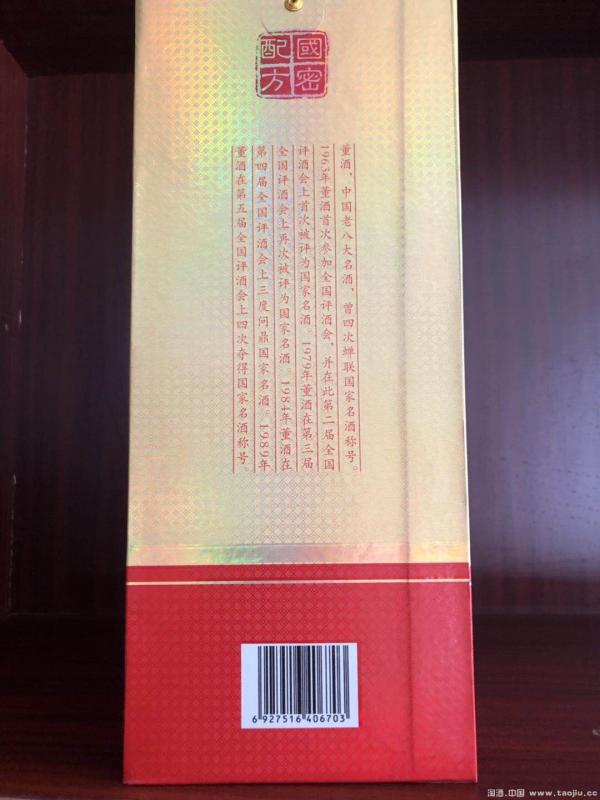 國密
配方
董酒，中国老八大名酒，曾四次蝉联国家名酒称号。
1963年董酒首次参加全国评酒会，并在此第二届全国
评酒会上首次被评为国家名酒。1979年董酒在第三届
全国评酒会上再次被评为国家名酒。1984年董酒在
第四届全国评酒会上三度问鼎国家名酒。1989年
董酒在第五届全国评酒会上四次夺得国家名酒称号。
6 927516 406703
淘酒.中国 www.taojiu.cc